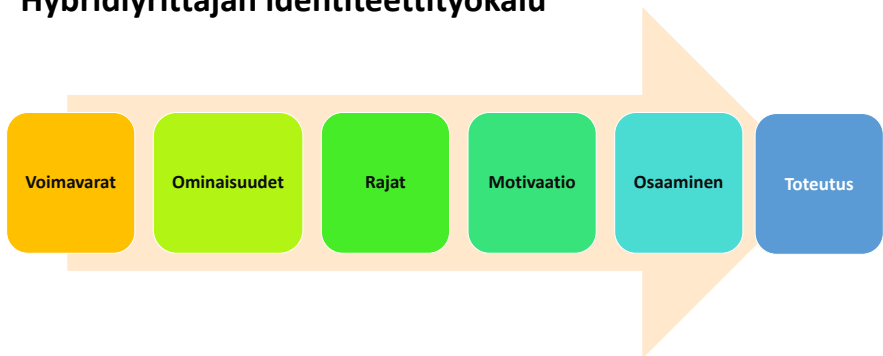 Hybridiyrittäjän identiteettityökalu
Voimavarat
Ominaisuudet
Rajat
Motivaatio
Osaaminen
Toteutus